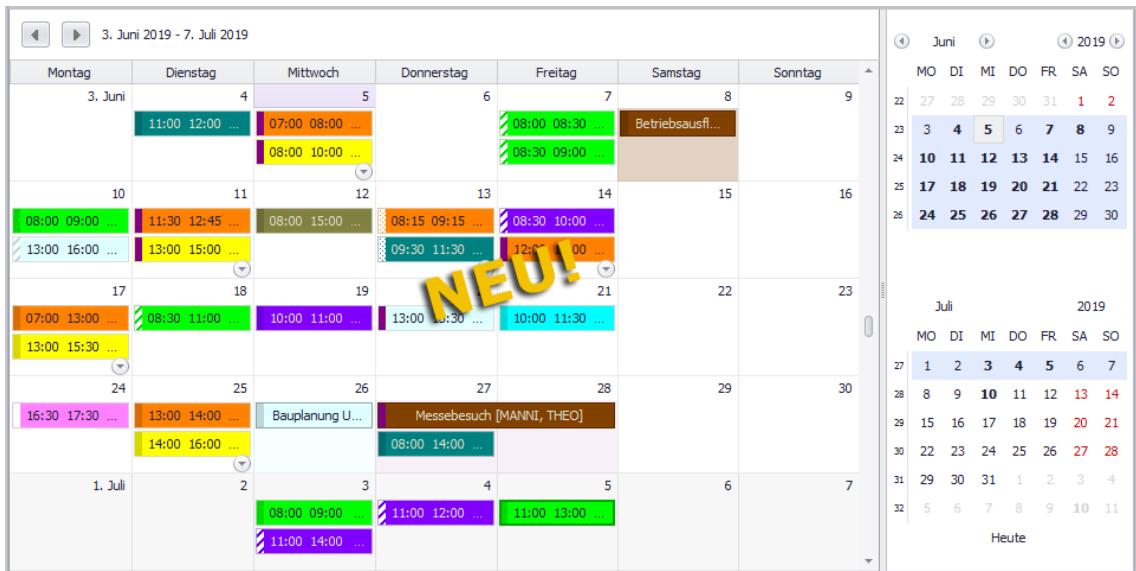 3. Juni 2019 - 7. Juli 2019
Montag Dienstag Mittwoch Donnerstag Freitag Samstag Sonntag
3. Juni 4 5 6 7 8 9
11:00 12:00 ... 07:00 08:00 ... 08:00 08:30 ... Betriebsausfl...
08:00 10:00 ... 08:30 09:00 ...
10 11 12 13 14 15 16
08:00 09:00 ... 11:30 12:45 ... 08:00 15:00 ... 08:15 09:15 ... 08:30 10:00 ...
13:00 16:00 ... 13:00 15:00 ... 09:30 11:30 ...
NEU!
17 18 19 21 22 23
07:00 13:00 ... 08:30 11:00 ... 10:00 11:00 ... 13:00 ... 10:00 11:30 ...
13:00 15:30 ...
24 25 26 27 28 29 30
16:30 17:30 ... 13:00 14:00 ... Bauplanung U... Messebesuch [MANNI, THEO]
14:00 16:00 ... 08:00 14:00 ...
1. Juli 2 3 4 5 6 7
08:00 09:00 ... 11:00 12:00 ... 11:00 13:00 ...
11:00 14:00 ...
Juni 2019
MO DI MI DO FR SA SO
22 27 28 29 30 31 1 2
23 3 4 5 6 7 8 9
24 10 11 12 13 14 15 16
25 17 18 19 20 21 22 23
26 24 25 26 27 28 29 30
Juli 2019
MO DI MI DO FR SA SO
27 1 2 3 4 5 6 7
28 8 9 10 11 12 13 14
29 15 16 17 18 19 20 21
30 22 23 24 25 26 27 28
31 29 30 31 1 2 3 4
32 5 6 7 8 9 10 11
Heute